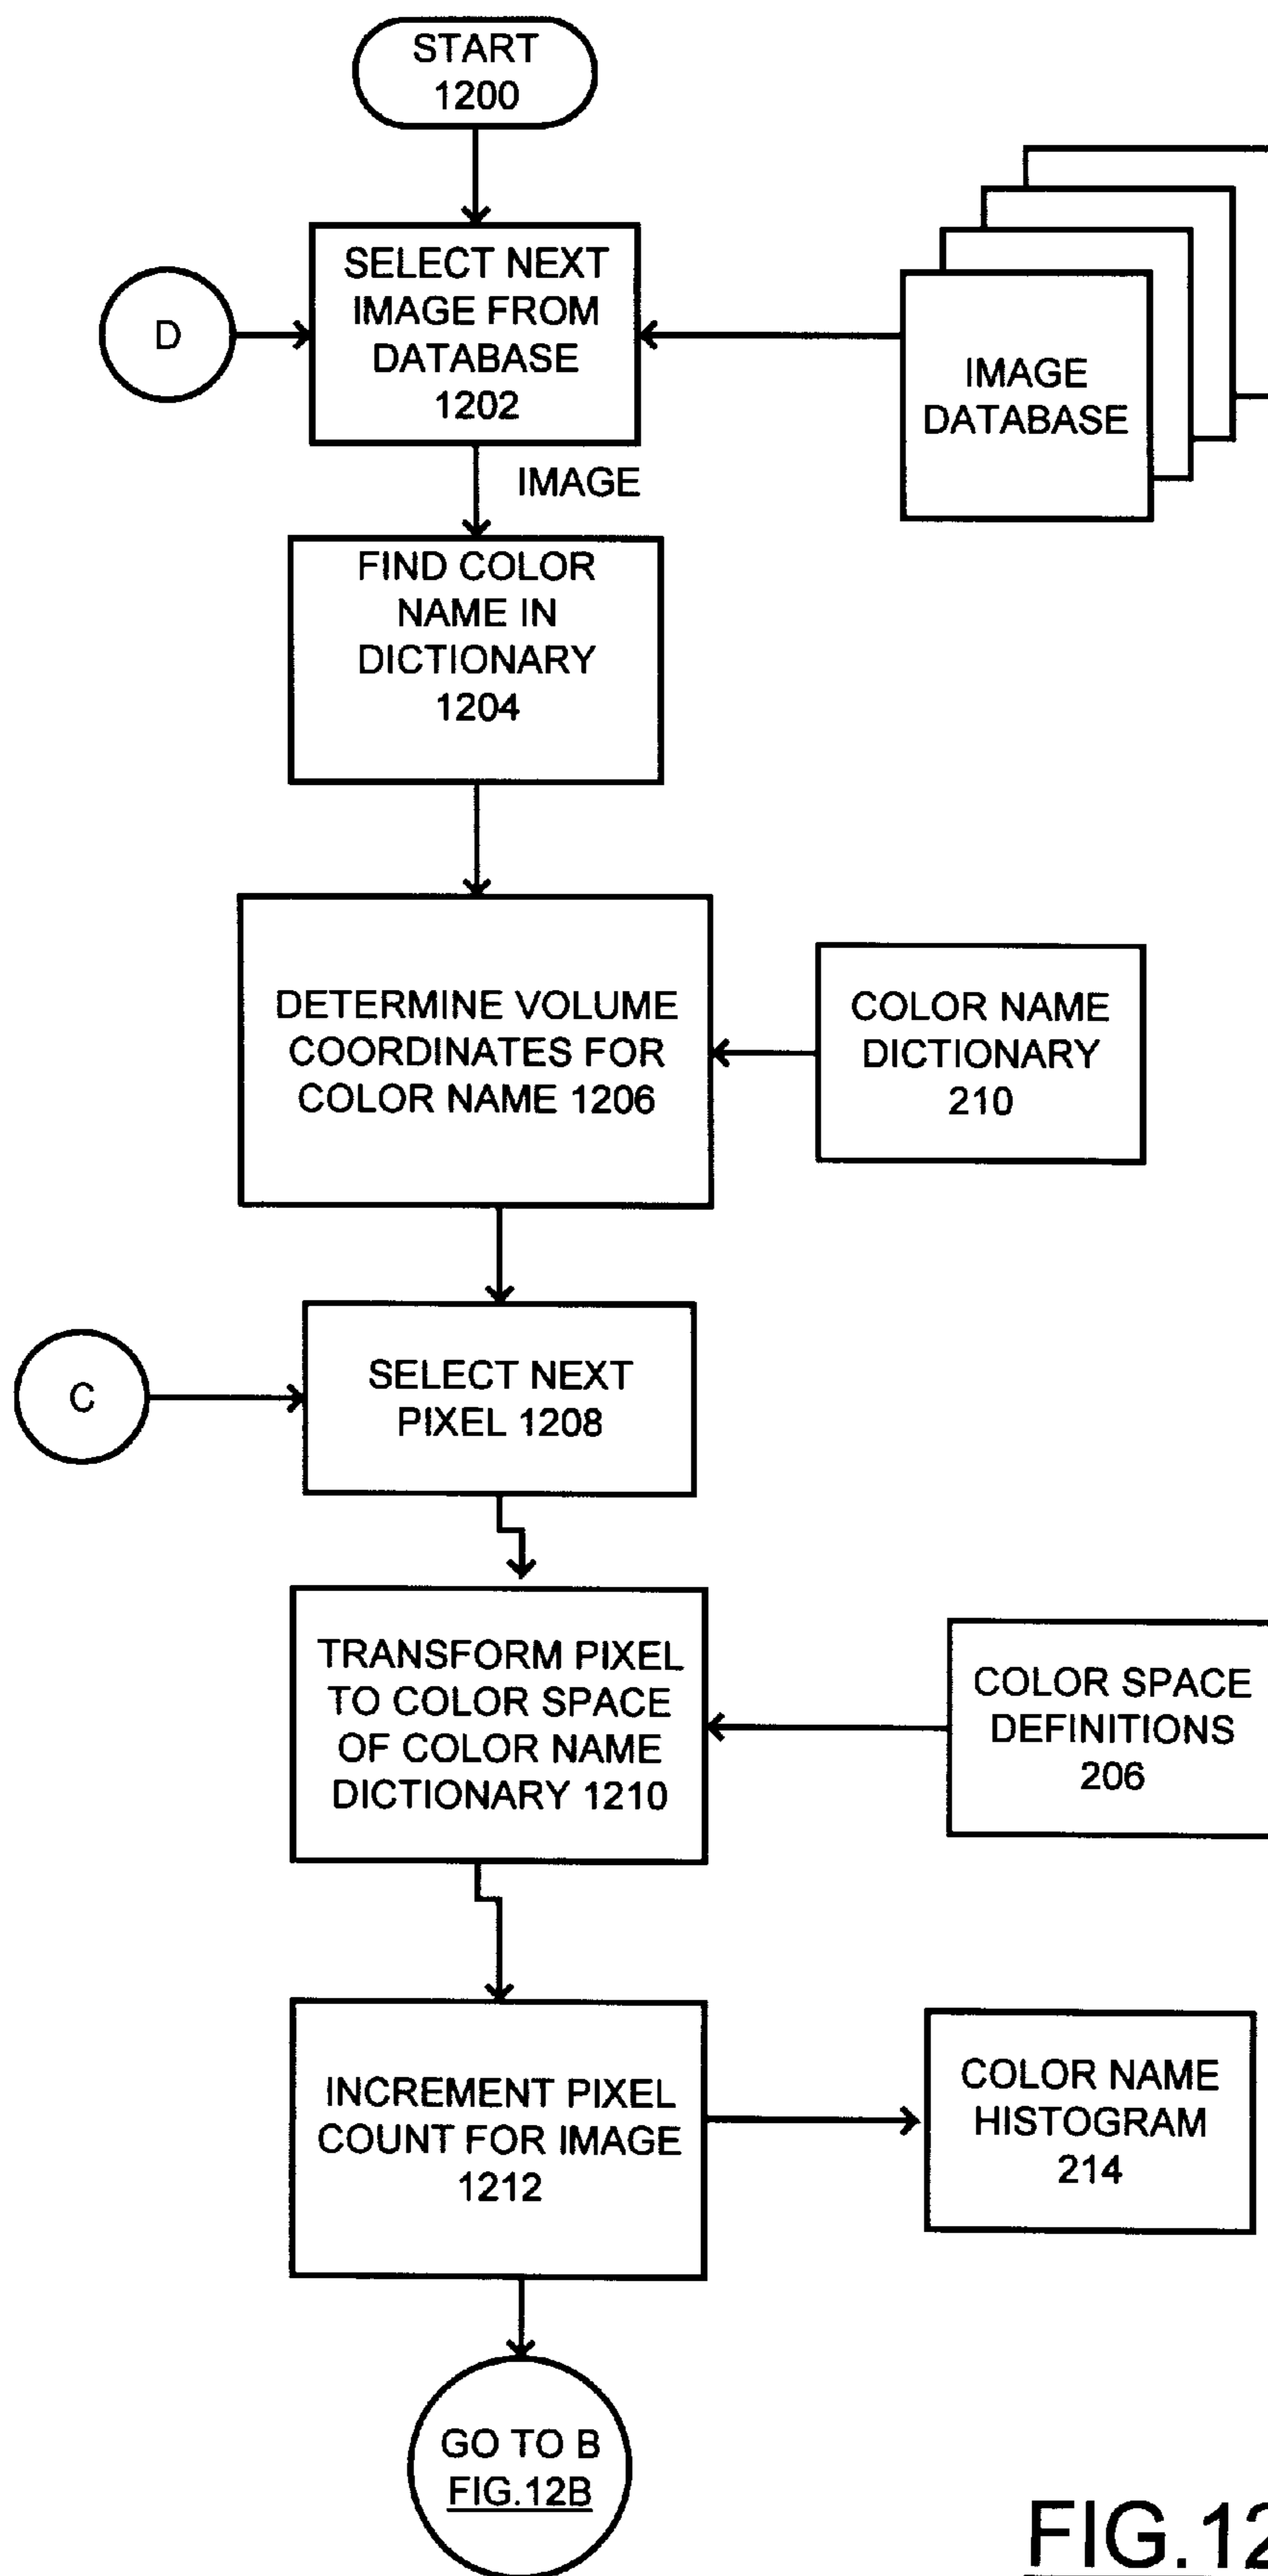 START
1200
SELECT NEXT
IMAGE FROM
DATABASE
1202
D
IMAGE
DATABASE
IMAGE
FIND COLOR
NAME IN
DICTIONARY
1204
DETERMINE VOLUME
COORDINATES FOR
COLOR NAME 1206
COLOR NAME
DICTIONARY
210
C
SELECT NEXT
PIXEL 1208
TRANSFORM PIXEL
TO COLOR SPACE
OF COLOR NAME
DICTIONARY 1210
COLOR SPACE
DEFINITIONS
206
INCREMENT PIXEL
COUNT FOR IMAGE
1212
COLOR NAME
HISTOGRAM
214
GO TO B
FIG.12B
FIG.12